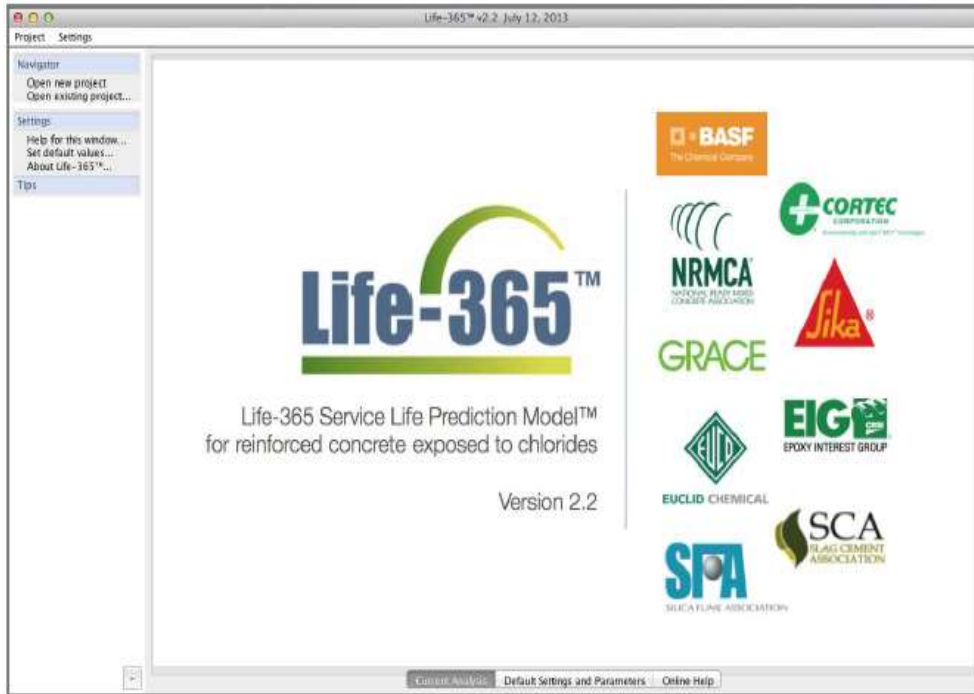 Life-365™ v2.2 July 12, 2013
Project Settings
Navigator
Open new project
Open existing project...
Settings
Help for this window...
Set default values...
About Life-365™...
Tips
Life-365™
Life-365 Service Life Prediction Model™
for reinforced concrete exposed to chlorides
Version 2.2
BASF
The Chemical Company
CORTEC
CORPORATION
NRMCA
NATIONAL READY MIXED
CONCRETE ASSOCIATION
Sika®
GRACE
EIG
CRSI
EPOXY INTEREST GROUP
EUCO
EUCLID CHEMICAL
SCA
SLAG CEMENT
ASSOCIATION
SFA
SILICA FUME ASSOCIATION
Current Analysis Default Settings and Parameters Online Help